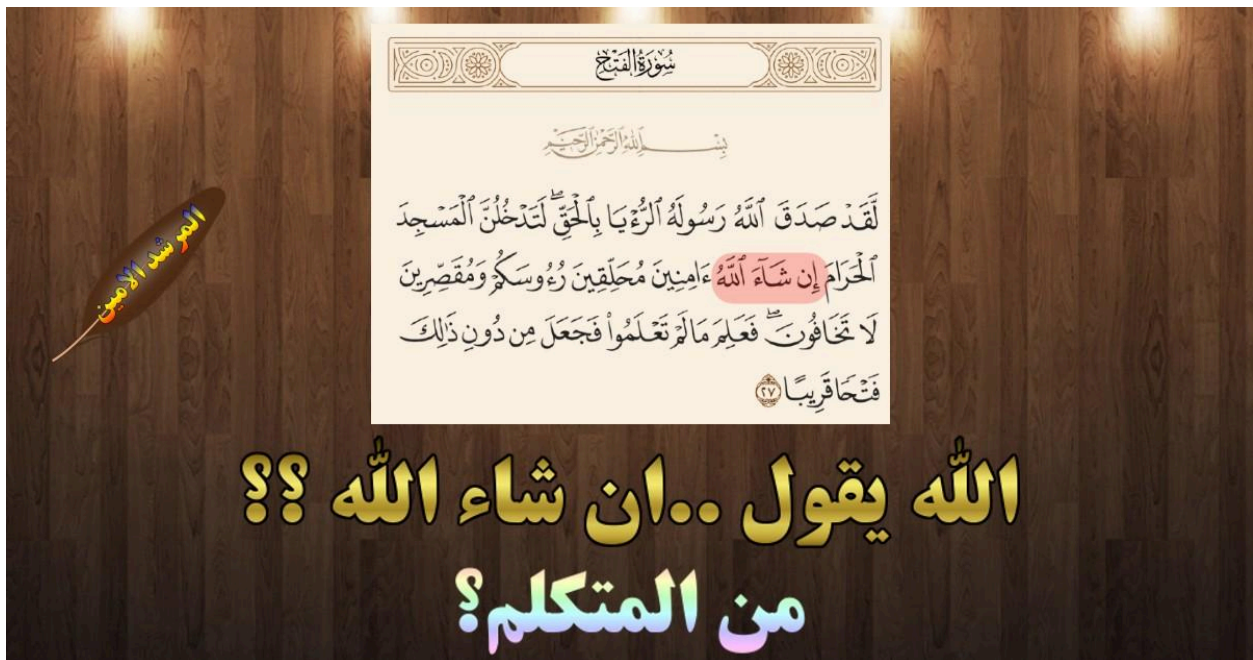 سُورَةُ الفَتْحِ
بِسْمِ اللَّهِ الرَّحْمَٰنِ الرَّحِيمِ
لَّقَدْ صَدَقَ ٱللَّهُ رَسُولَهُ ٱلرُّءْيَا بِٱلْحَقِّ ۖ لَتَدْخُلُنَّ ٱلْمَسْجِدَ
ٱلْحَرَامَ إِن شَآءَ ٱللَّهُ ءَامِنِينَ مُحَلِّقِينَ رُءُوسَكُمْ وَمُقَصِّرِينَ
لَا تَخَافُونَ ۖ فَعَلِمَ مَا لَمْ تَعْلَمُوا۟ فَجَعَلَ مِن دُونِ ذَٰلِكَ
فَتْحًا قَرِيبًا ٢٧
المرشد الامين
الله يقول ..ان شاء الله ؟؟
من المتكلم؟